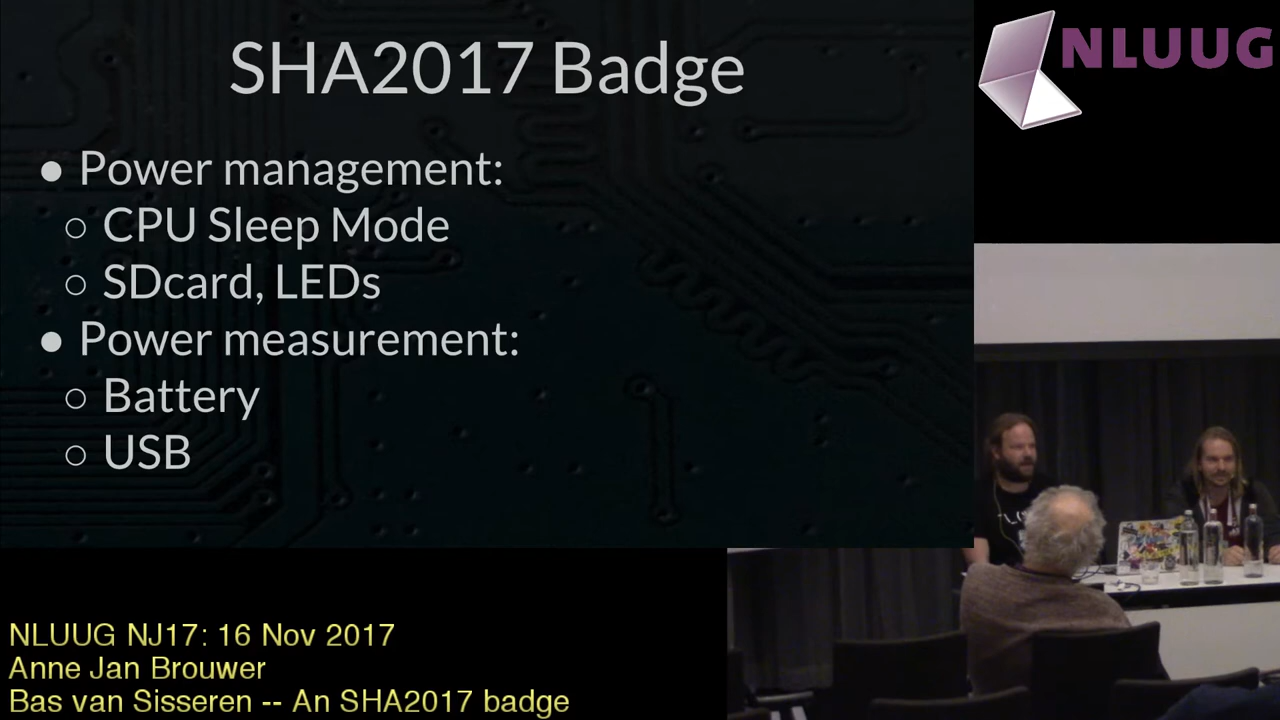 SHA2017 Badge
● Power management:
○ CPU Sleep Mode
○ SDcard, LEDs
● Power measurement:
○ Battery
○ USB
NLUUG
NLUUG NJ17: 16 Nov 2017
Anne Jan Brouwer
Bas van Sisseren -- An SHA2017 badge